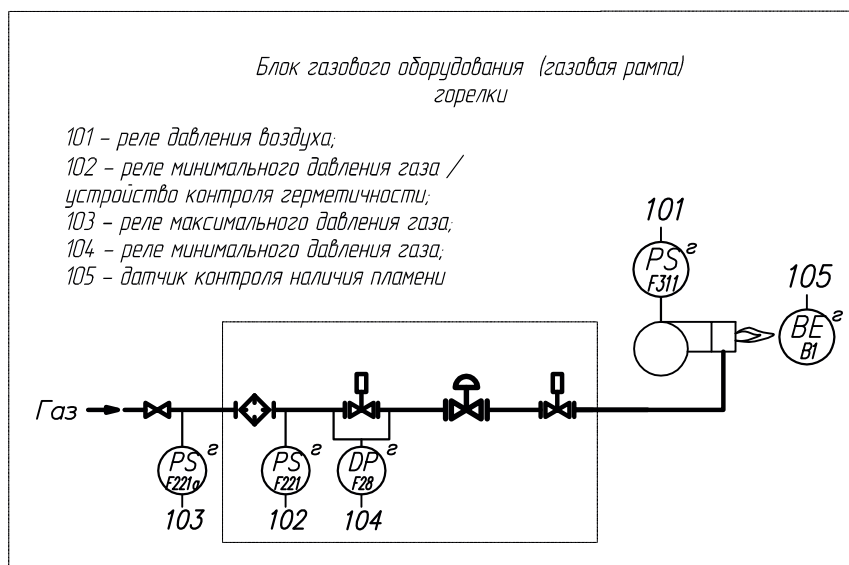 Блок газового оборудования (газовая рампа)
горелки
101 – реле давления воздуха;
102 – реле минимального давления газа /
устройство контроля герметичности;
103 – реле максимального давления газа;
104 – реле минимального давления газа;
105 – датчик контроля наличия пламени
101
PS г
F311
105
BE г
B1
Газ
PS г
F221а
103
PS г
F221
102
DP г
F28
104